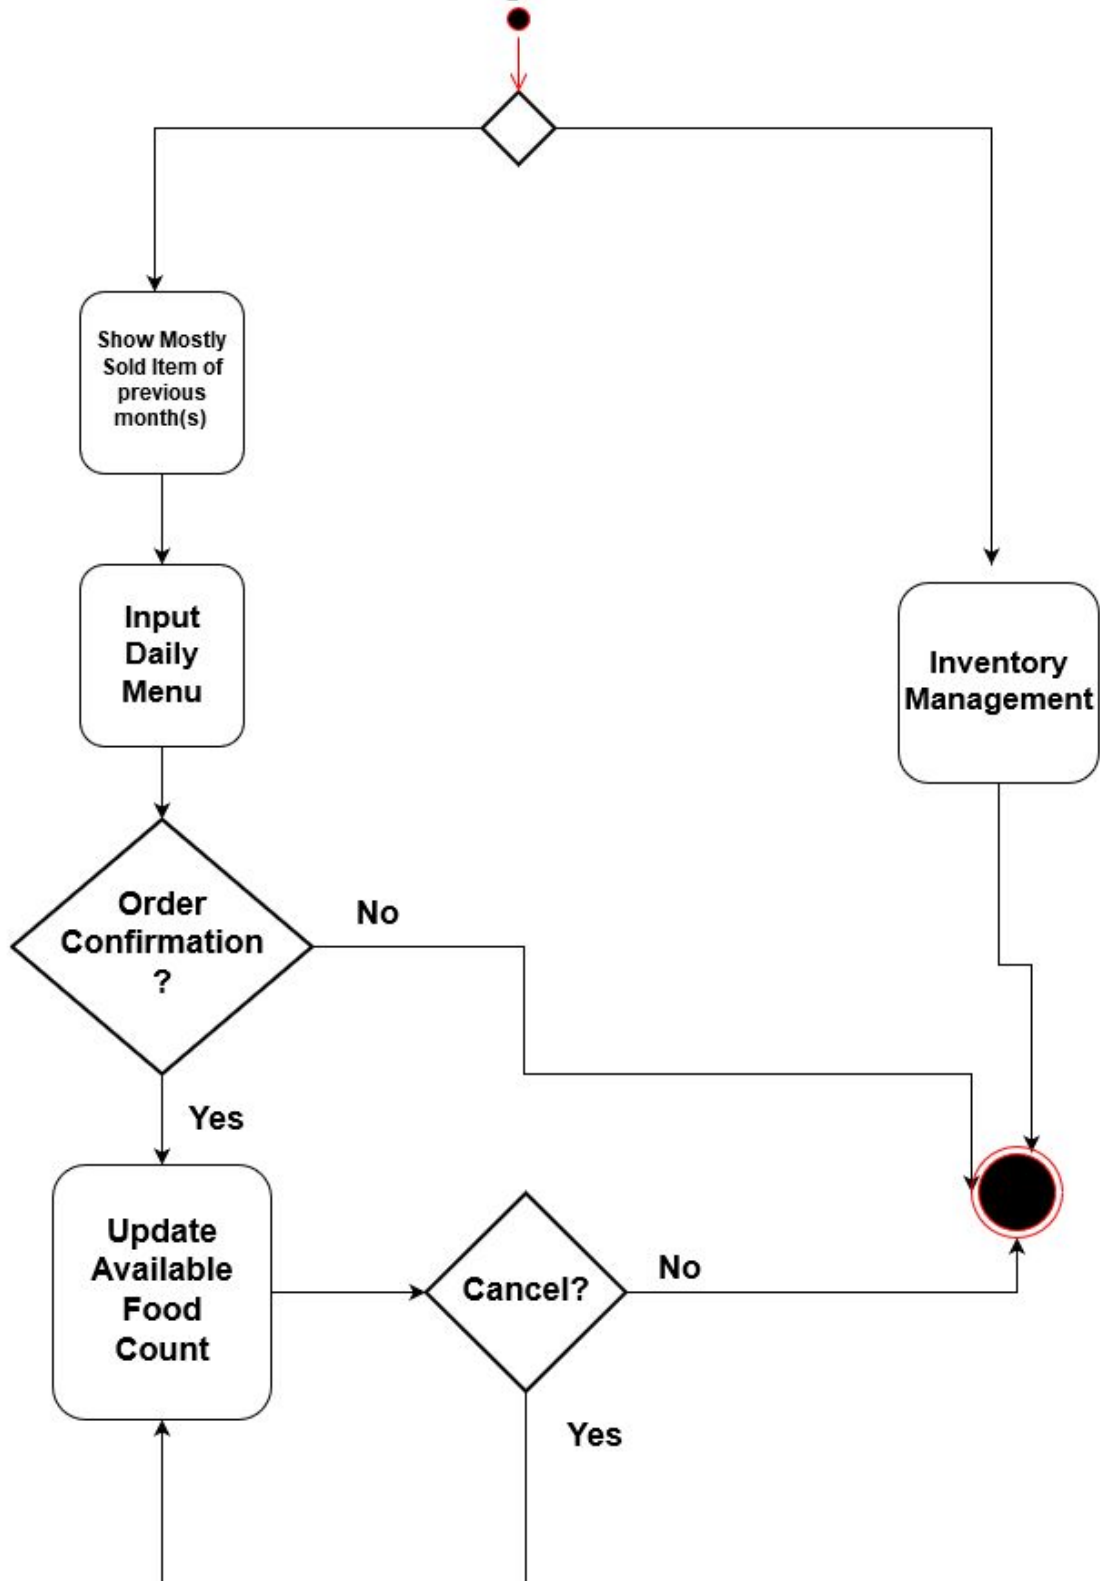 Show Mostly
Sold Item of
previous
month(s)
Input
Daily
Menu
Inventory
Management
Order
Confirmation
?
No
Yes
Update
Available
Food
Count
Cancel?
No
Yes